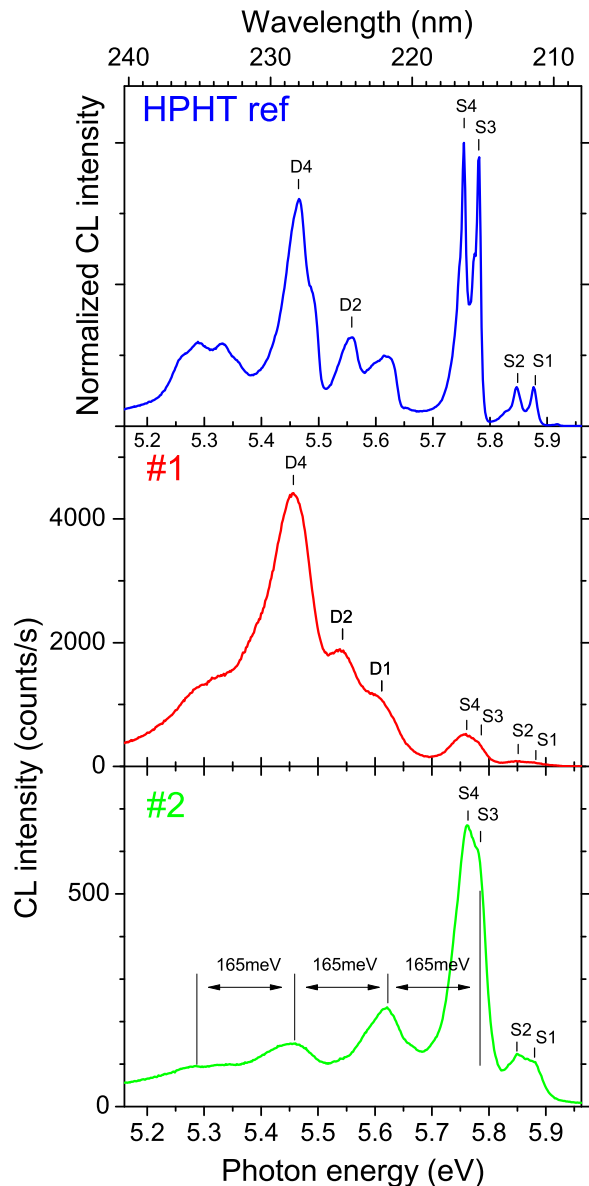 Wavelength (nm)
240 230 220 210
HPHT ref
Normalized CL intensity
D4
D2
S4
S3
S2
S1
5.2 5.3 5.4 5.5 5.6 5.7 5.8 5.9
#1
D4
D2
D1
S4
S3
S2
S1
4000
2000
0
CL intensity (counts/s)
#2
S4
S3
S2
S1
165meV 165meV 165meV
500
0
5.2 5.3 5.4 5.5 5.6 5.7 5.8 5.9
Photon energy (eV)